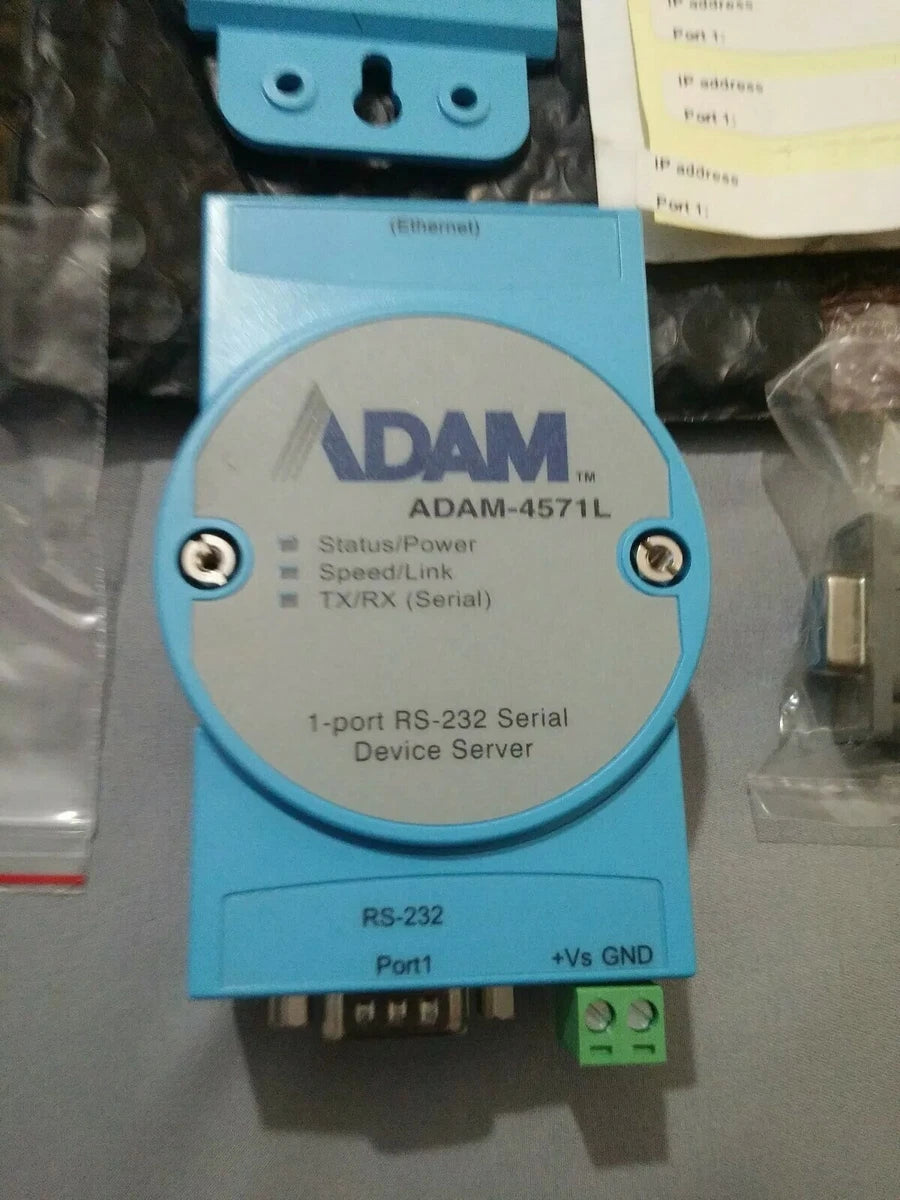 IP address
Port 1:
IP address
Port 1:
IP address
Port 1:
(Ethernet)
ADAM™
ADAM-4571L
Status/Power
Speed/Link
TX/RX (Serial)
1-port RS-232 Serial
Device Server
RS-232
Port1
+Vs GND